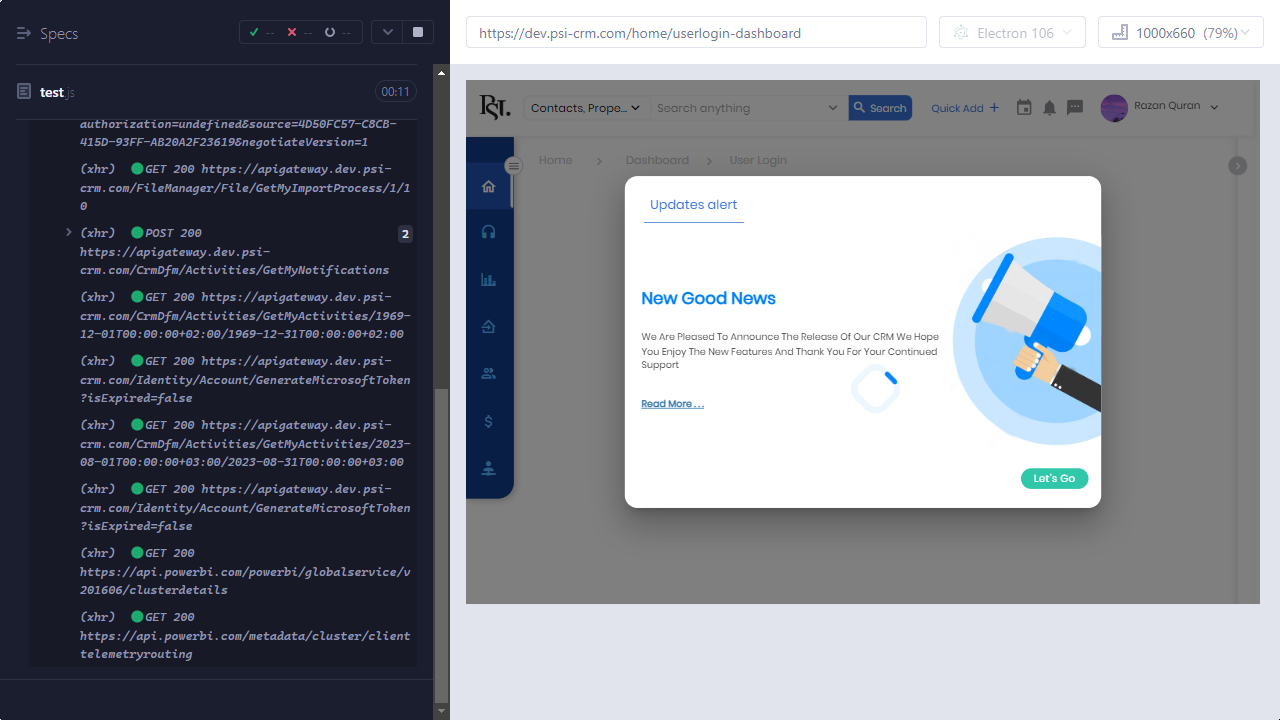 Specs
--
--
--
https://dev.psi-crm.com/home/userlogin-dashboard
Electron 106
1000x660 (79%)
test.js
00:11
authorization=undefined&source=4D50FC57-C8CB-
415D-93FF-AB20A2F23619&negotiateVersion=1
(xhr) GET 200 https://apigateway.dev.psi-
crm.com/FileManager/File/GetMyImportProcess/1/1
0
(xhr) POST 200
2
https://apigateway.dev.psi-
crm.com/CrmDfm/Activities/GetMyNotifications
(xhr) GET 200 https://apigateway.dev.psi-
crm.com/CrmDfm/Activities/GetMyActivities/1969-
12-01T00:00:00+02:00/1969-12-31T00:00:00+02:00
(xhr) GET 200 https://apigateway.dev.psi-
crm.com/Identity/Account/GenerateMicrosoftToken
?isExpired=false
(xhr) GET 200 https://apigateway.dev.psi-
crm.com/CrmDfm/Activities/GetMyActivities/2023-
08-01T00:00:00+03:00/2023-08-31T00:00:00+03:00
(xhr) GET 200 https://apigateway.dev.psi-
crm.com/Identity/Account/GenerateMicrosoftToken
?isExpired=false
(xhr) GET 200
https://api.powerbi.com/powerbi/globalservice/v
201606/clusterdetails
(xhr) GET 200
https://api.powerbi.com/metadata/cluster/client
telemetryrouting
PSI.
Contacts, Prope...
Search anything
Search
Quick Add +
Razan Quran
Home > Dashboard > User Login
Updates alert
New Good News
We Are Pleased To Announce The Release Of Our CRM We Hope
You Enjoy The New Features And Thank You For Your Continued
Support
Read More . . .
Let's Go